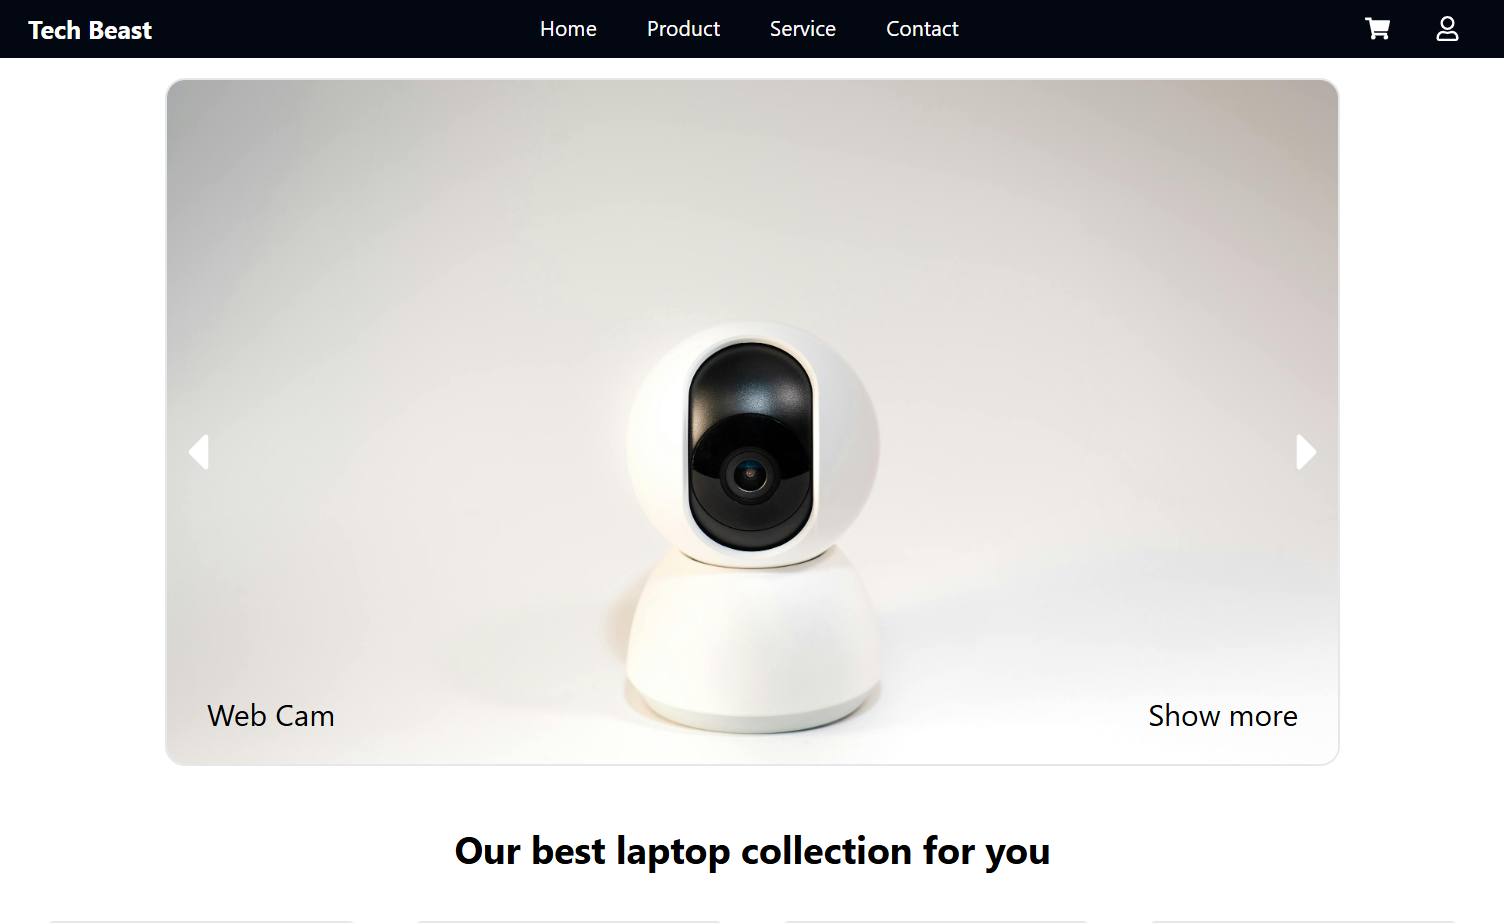 Tech Beast
Home Product Service Contact
Web Cam
Show more
Our best laptop collection for you